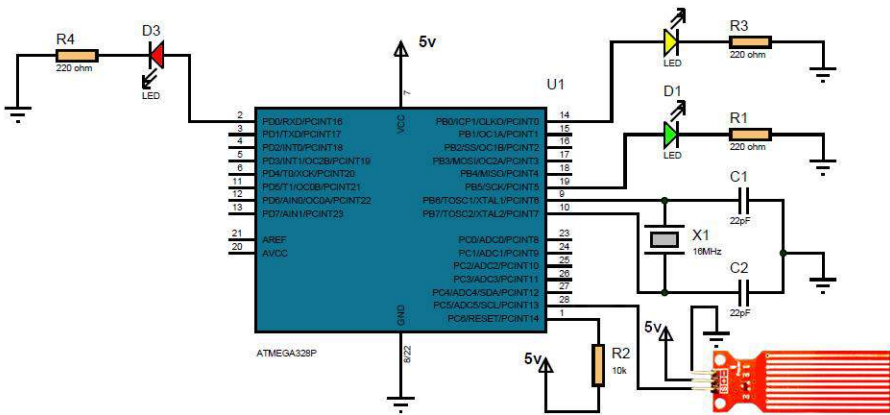 R4
220 ohm
D3
LED
5v
7
VCC
U1
LED
R3
220 ohm
D1
LED
R1
220 ohm
2 PD0/RXD/PCINT16
3 PD1/TXD/PCINT17
4 PD2/INT0/PCINT18
5 PD3/INT1/OC2B/PCINT19
6 PD4/T0/XCK/PCINT20
11 PD5/T1/OC0B/PCINT21
12 PD6/AIN0/OC0A/PCINT22
13 PD7/AIN1/PCINT23
21 AREF
20 AVCC
PB0/ICP1/CLKO/PCINT0 14
PB1/OC1A/PCINT1 15
PB2/SS/OC1B/PCINT2 16
PB3/MOSI/OC2A/PCINT3 17
PB4/MISO/PCINT4 18
PB5/SCK/PCINT5 19
PB6/TOSC1/XTAL1/PCINT6 9
PB7/TOSC2/XTAL2/PCINT7 10
PC0/ADC0/PCINT8 23
PC1/ADC1/PCINT9 24
PC2/ADC2/PCINT10 25
PC3/ADC3/PCINT11 26
PC4/ADC4/SDA/PCINT12 27
PC5/ADC5/SCL/PCINT13 28
PC6/RESET/PCINT14 1
GND
8/22
ATMEGA328P
C1
22pF
X1
16MHz
C2
22pF
5v
R2
10k
5v